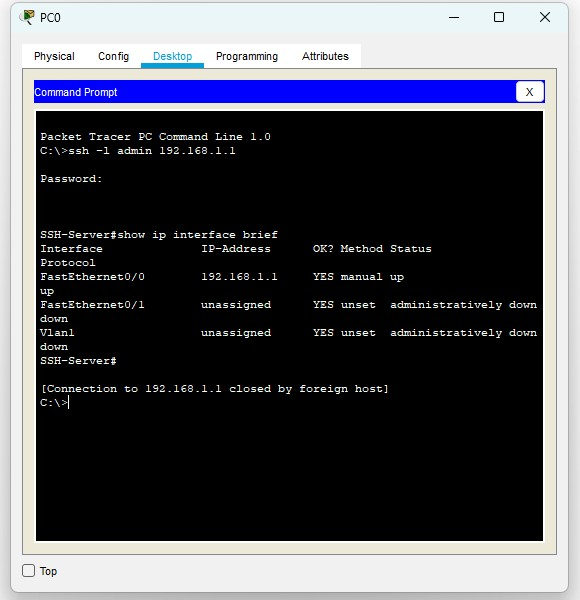 PC0
Physical Config Desktop Programming Attributes
Command Prompt
X
Packet Tracer PC Command Line 1.0
C:\>ssh -l admin 192.168.1.1
Password:
SSH-Server#show ip interface brief
Interface IP-Address OK? Method Status
Protocol
FastEthernet0/0 192.168.1.1 YES manual up
up
FastEthernet0/1 unassigned YES unset administratively down
down
Vlan1 unassigned YES unset administratively down
down
SSH-Server#
[Connection to 192.168.1.1 closed by foreign host]
C:\>
Top